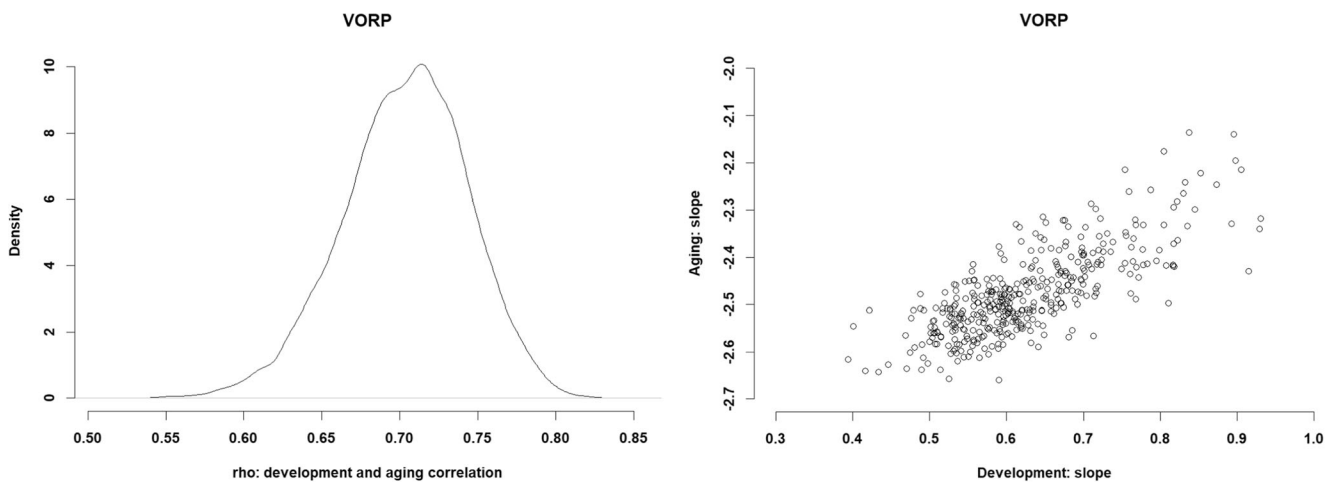 VORP
Density
10
8
6
4
2
0
0.50 0.55 0.60 0.65 0.70 0.75 0.80 0.85
rho: development and aging correlation
VORP
Aging: slope
-2.0
-2.1
-2.2
-2.3
-2.4
-2.5
-2.6
-2.7
0.3 0.4 0.5 0.6 0.7 0.8 0.9 1.0
Development: slope